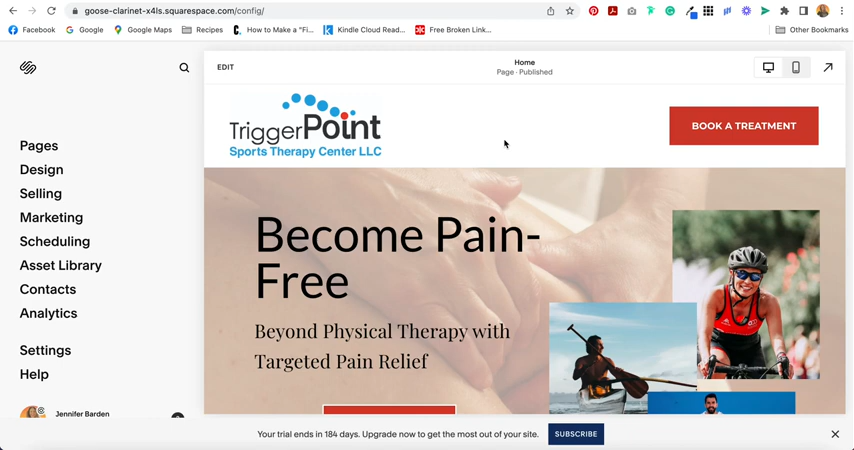 goose-clarinet-x4ls.squarespace.com/config/
Facebook
Google
Google Maps
Recipes
How to Make a "Fi...
Kindle Cloud Read...
Free Broken Link...
Other Bookmarks
EDIT
Home
Page · Published
Pages
Design
Selling
Marketing
Scheduling
Asset Library
Contacts
Analytics
Settings
Help
Jennifer Barden
TriggerPoint
Sports Therapy Center LLC
BOOK A TREATMENT
Become Pain-
Free
Beyond Physical Therapy with
Targeted Pain Relief
Your trial ends in 184 days. Upgrade now to get the most out of your site.
SUBSCRIBE